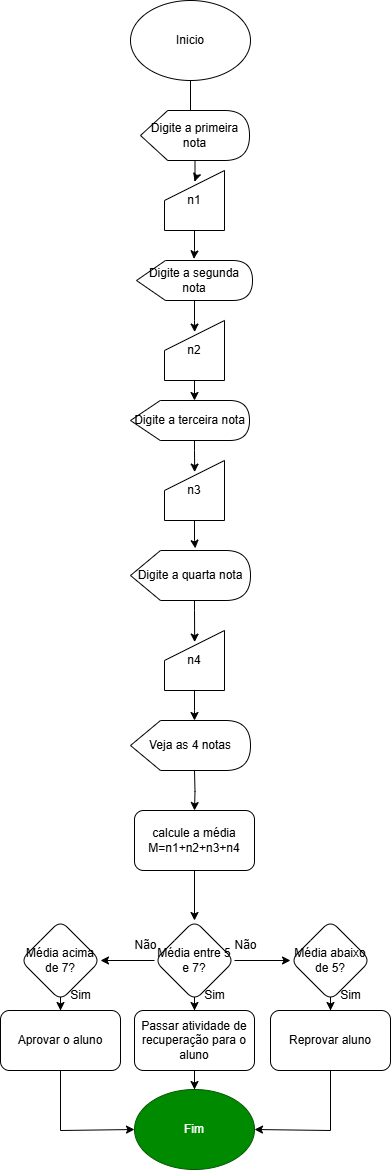 Inicio
Digite a primeira
nota
n1
Digite a segunda
nota
n2
Digite a terceira nota
n3
Digite a quarta nota
n4
Veja as 4 notas
calcule a média
M=n1+n2+n3+n4
Média acima
de 7?
Não
Média entre 5
e 7?
Não
Média abaixo
de 5?
Sim
Sim
Sim
Aprovar o aluno
Passar atividade de
recuperação para o
aluno
Reprovar aluno
Fim